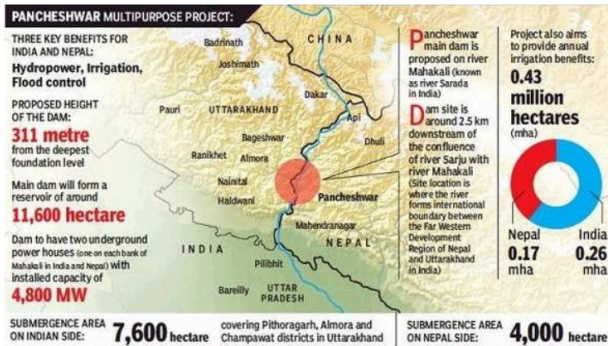 PANCHESHWAR MULTIPURPOSE PROJECT:
THREE KEY BENEFITS FOR
INDIA AND NEPAL:
Hydropower, Irrigation,
Flood control
PROPOSED HEIGHT
OF THE DAM:
311 metre
from the deepest
foundation level
Main dam will form a
reservoir of around
11,600 hectare
Dam to have two underground
power houses (one on each bank of
Mahakali in India and Nepal) with
installed capacity of
4,800 MW
CHINA
Badrinath
Joshimath
Dakar
Api
Pauri
UTTARAKHAND
Dhuli
Bageshwar
Ranikhet
Almora
Nainital
Pancheshwar
Haldwani
Mahendranagar
INDIA
NEPAL
Pilibhit
Bareilly
UTTAR
PRADESH
Pancheshwar
main dam is
proposed on river
Mahakali (known
as river Sarada
in India)
Dam site is
around 2.5 km
downstream of
the confluence
of river Sarju with
river Mahakali
(Site location is
where the river
forms international
boundary between
the Far Western
Development
Region of Nepal
and Uttarakhand
in India)
Project also aims
to provide annual
irrigation benefits:
0.43
million
hectares
(mha)
Nepal
0.17
mha
India
0.26
mha
SUBMERGENCE AREA
ON INDIAN SIDE:
7,600 hectare
covering Pithoragarh, Almora and
Champawat districts in Uttarakhand
SUBMERGENCE AREA
ON NEPAL SIDE:
4,000 hectare